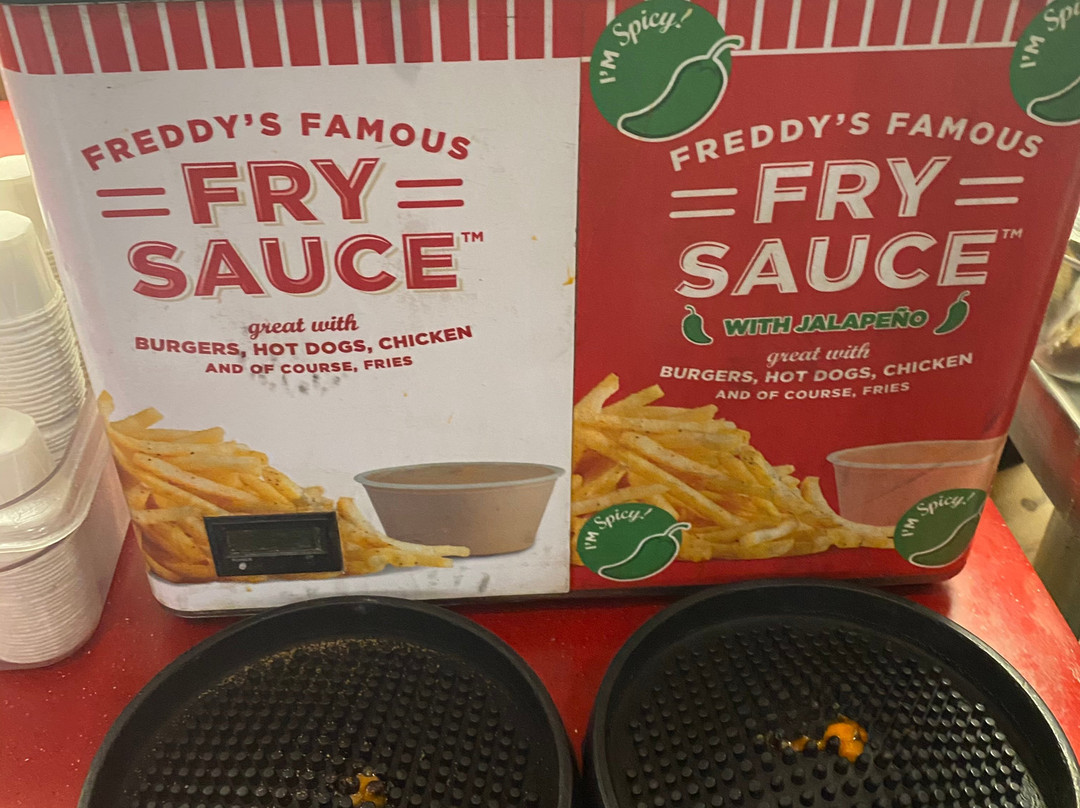 FREDDY'S FAMOUS
FRY
SAUCE™
great with
BURGERS, HOT DOGS, CHICKEN
AND OF COURSE, FRIES
I'M Spicy!
FREDDY'S FAMOUS
FRY
SAUCE™
WITH JALAPEÑO
great with
BURGERS, HOT DOGS, CHICKEN
AND OF COURSE, FRIES
I'M Spicy!
I'M Spicy!
I'M Sp